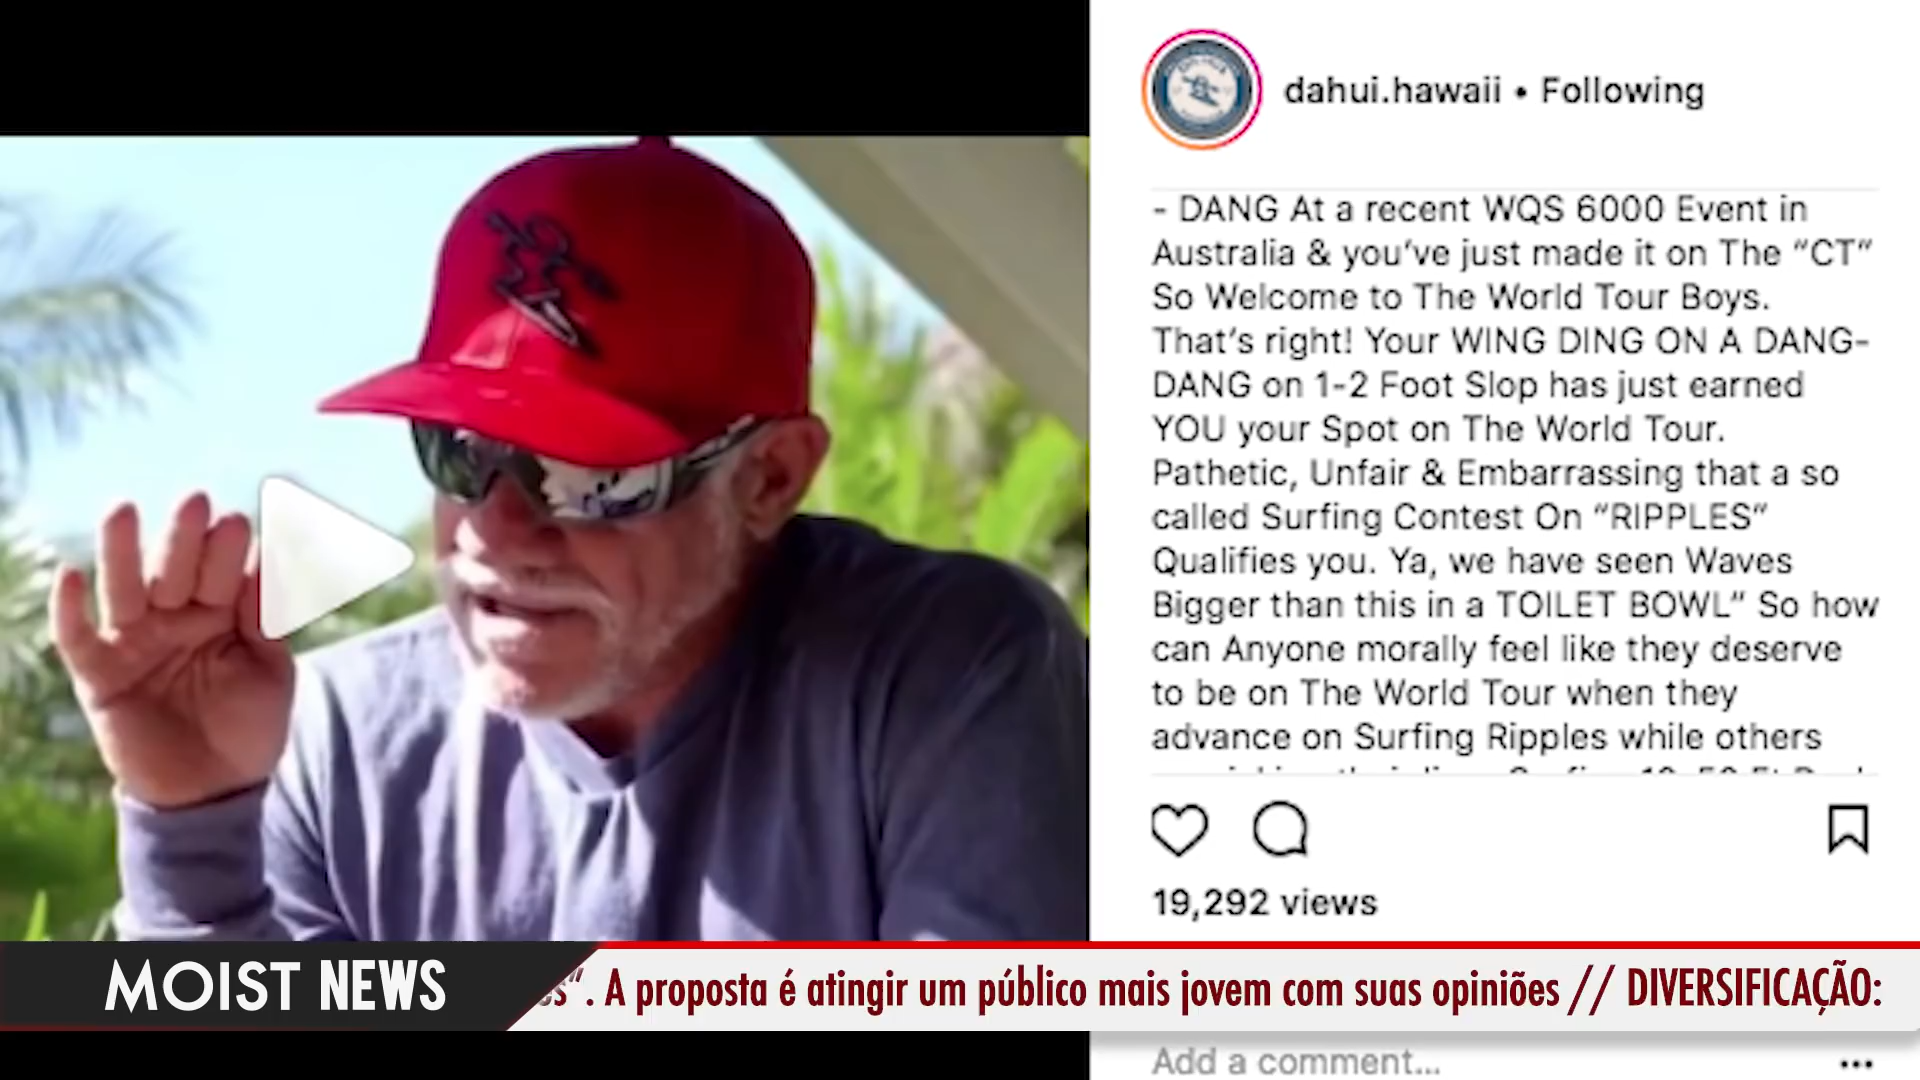 dahui.hawaii • Following
- DANG At a recent WQS 6000 Event in
Australia & you’ve just made it on The “CT”
So Welcome to The World Tour Boys.
That’s right! Your WING DING ON A DANG-
DANG on 1-2 Foot Slop has just earned
YOU your Spot on The World Tour.
Pathetic, Unfair & Embarrassing that a so
called Surfing Contest On “RIPPLES”
Qualifies you. Ya, we have seen Waves
Bigger than this in a TOILET BOWL” So how
can Anyone morally feel like they deserve
to be on The World Tour when they
advance on Surfing Ripples while others
19,292 views
MOIST NEWS
“. A proposta é atingir um público mais jovem com suas opiniões // DIVERSIFICAÇÃO:
Add a comment...